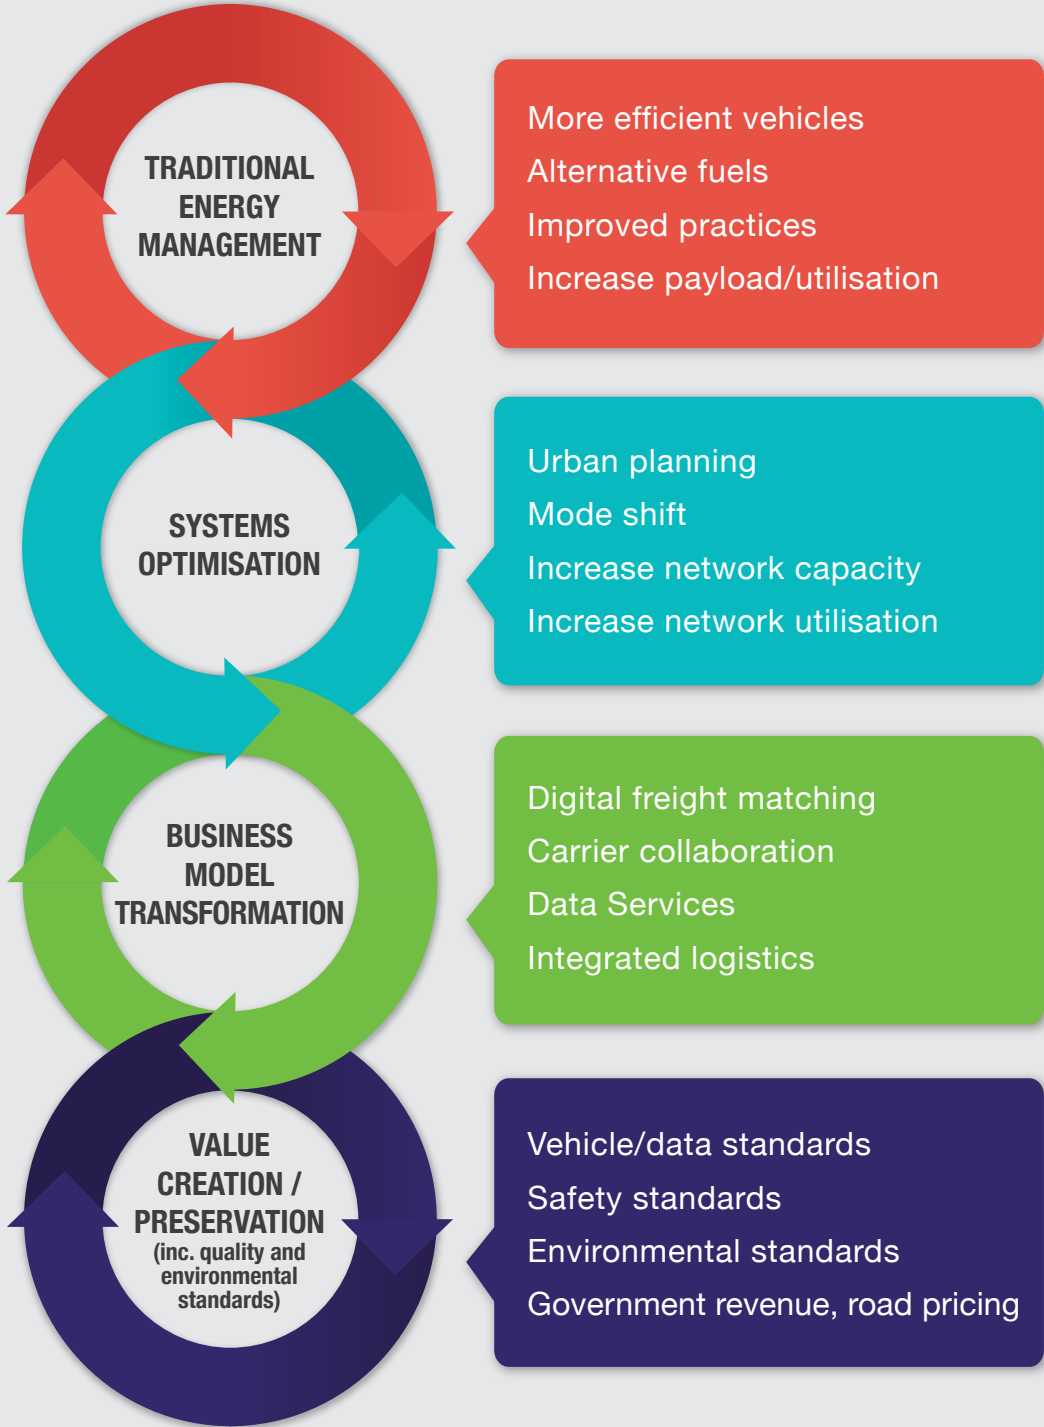 TRADITIONAL
ENERGY
MANAGEMENT
More efficient vehicles
Alternative fuels
Improved practices
Increase payload/utilisation
SYSTEMS
OPTIMISATION
Urban planning
Mode shift
Increase network capacity
Increase network utilisation
BUSINESS
MODEL
TRANSFORMATION
Digital freight matching
Carrier collaboration
Data Services
Integrated logistics
VALUE
CREATION /
PRESERVATION
(inc. quality and
environmental
standards)
Vehicle/data standards
Safety standards
Environmental standards
Government revenue, road pricing